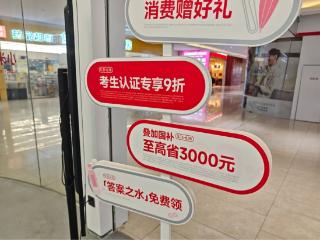 消费赠好礼
考生认证专享9折
叠加国补
至高省3000元
「答案之水」免费领